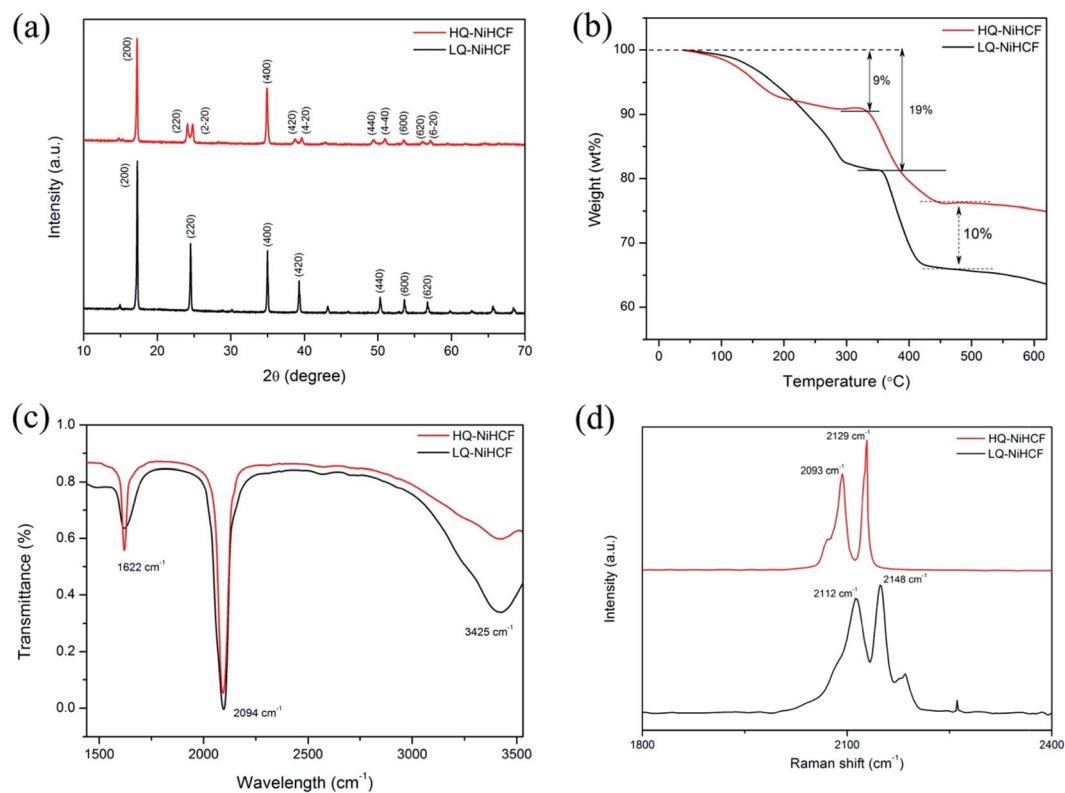 (a)
HQ-NiHCF
LQ-NiHCF
(200)
(220)
(2-20)
(400)
(420)
(4-20)
(440)
(4-40)
(600)
(620)
(6-20)
(200)
(220)
(400)
(420)
(440)
(600)
(620)
Intensity (a.u.)
10 20 30 40 50 60 70
2θ (degree)
(b)
HQ-NiHCF
LQ-NiHCF
9%
19%
10%
100
90
80
70
60
Weight (wt%)
0 100 200 300 400 500 600
Temperature (°C)
(c)
HQ-NiHCF
LQ-NiHCF
1.0
0.8
0.6
0.4
0.2
0.0
Transmittance (%)
1622 cm⁻¹
2094 cm⁻¹
3425 cm⁻¹
1500 2000 2500 3000 3500
Wavelength (cm⁻¹)
(d)
HQ-NiHCF
LQ-NiHCF
2129 cm⁻¹
2093 cm⁻¹
2148 cm⁻¹
2112 cm⁻¹
Intensity (a.u.)
1800 2100 2400
Raman shift (cm⁻¹)